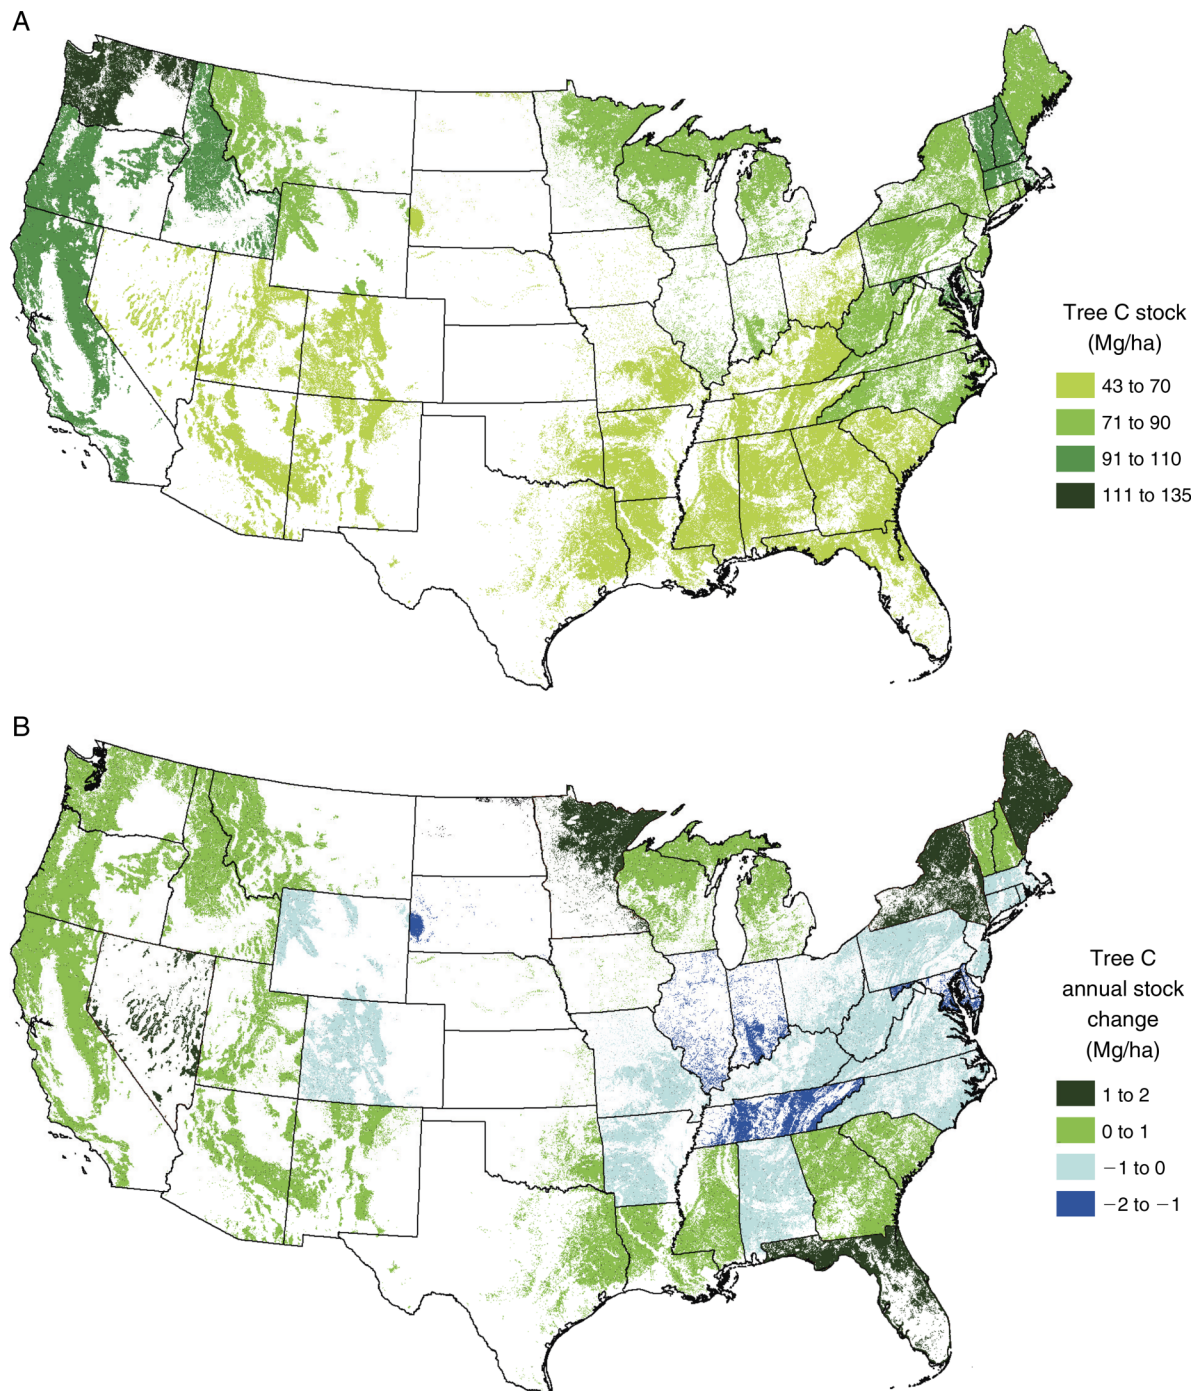 A
Tree C stock
(Mg/ha)
43 to 70
71 to 90
91 to 110
111 to 135
B
Tree C
annual stock
change
(Mg/ha)
1 to 2
0 to 1
−1 to 0
−2 to −1